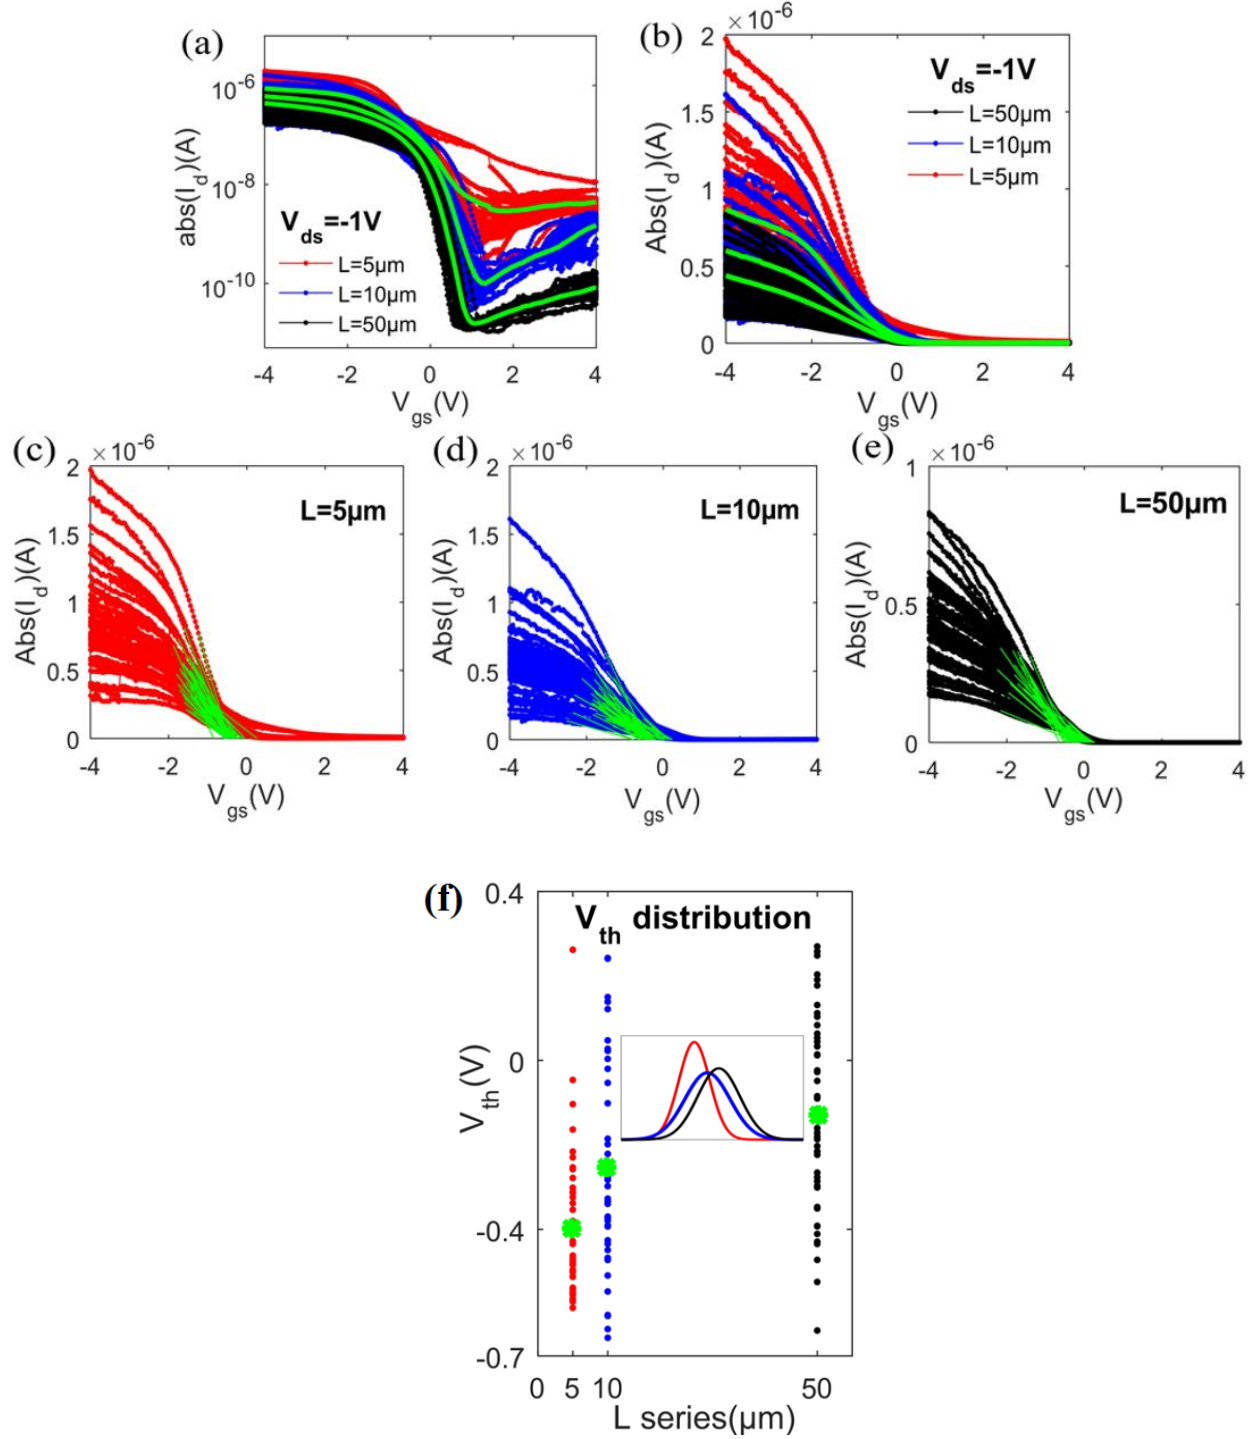 (a)
10⁻⁶
10⁻⁸
10⁻¹⁰
abs(I_d)(A)
V_ds=-1V
L=5µm
L=10µm
L=50µm
-4 -2 0 2 4
V_gs(V)
(b)
×10⁻⁶
2
1.5
1
0.5
0
Abs(I_d)(A)
V_ds=-1V
L=50µm
L=10µm
L=5µm
-4 -2 0 2 4
V_gs(V)
(c)
×10⁻⁶
2
1.5
1
0.5
0
Abs(I_d)(A)
L=5µm
-4 -2 0 2 4
V_gs(V)
(d)
×10⁻⁶
2
1.5
1
0.5
0
Abs(I_d)(A)
L=10µm
-4 -2 0 2 4
V_gs(V)
(e)
×10⁻⁶
1
0.5
0
Abs(I_d)(A)
L=50µm
-4 -2 0 2 4
V_gs(V)
(f)
V_th distribution
0.4
0
-0.4
-0.7
V_th(V)
0 5 10 50
L series(µm)